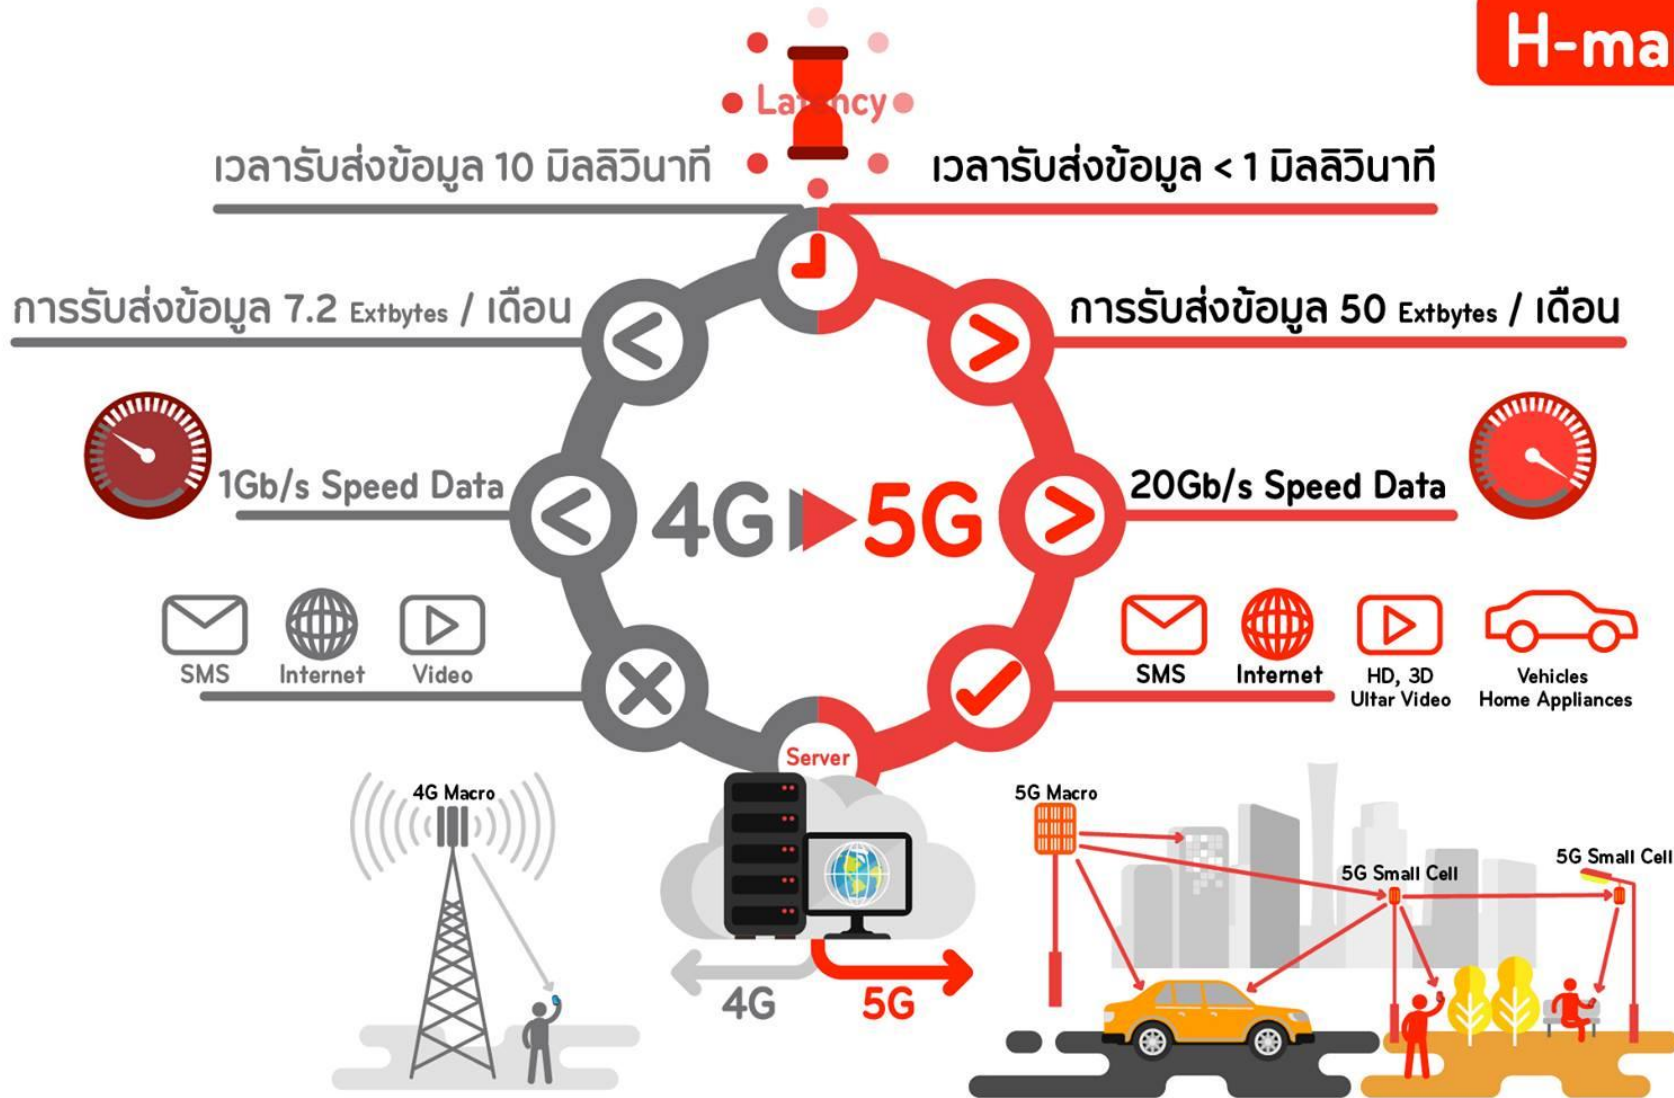 H-ma
Latency
เวลารับส่งข้อมูล 10 มิลลิวินาที
เวลารับส่งข้อมูล < 1 มิลลิวินาที
การรับส่งข้อมูล 7.2 Extbytes / เดือน
การรับส่งข้อมูล 50 Extbytes / เดือน
1Gb/s Speed Data
4G 5G
20Gb/s Speed Data
SMS Internet Video
SMS Internet HD, 3D Ultar Video
Vehicles Home Appliances
Server
4G Macro
5G Macro
5G Small Cell
5G Small Cell
4G 5G